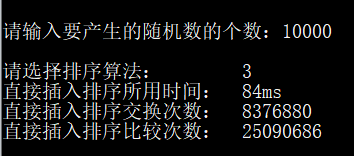 请输入要产生的随机数的个数：10000
请选择排序算法： 3
直接插入排序所用时间： 84ms
直接插入排序交换次数： 8376880
直接插入排序比较次数： 25090686